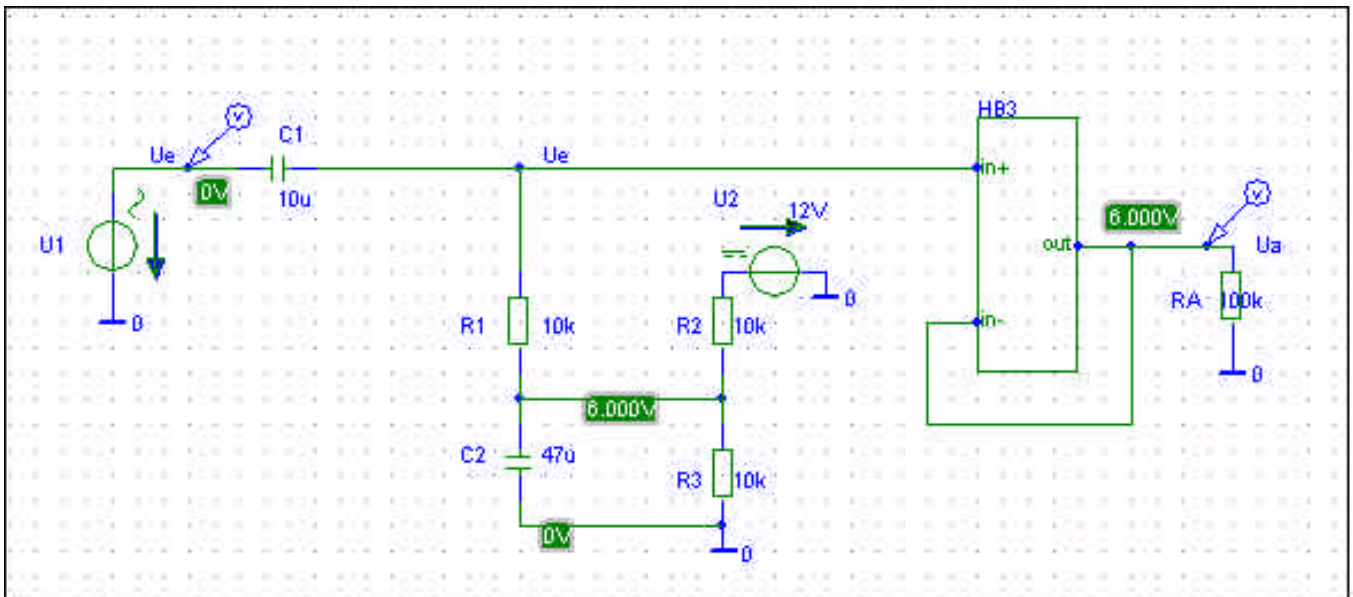 HB3
C1
Ue
Ue
in+
0V
10u
U2
12V
6.000V
U1
out
Ua
0
RA
100k
0
R1
10k
R2
10k
in-
0
6.000V
C2
47u
R3
10k
0V
0